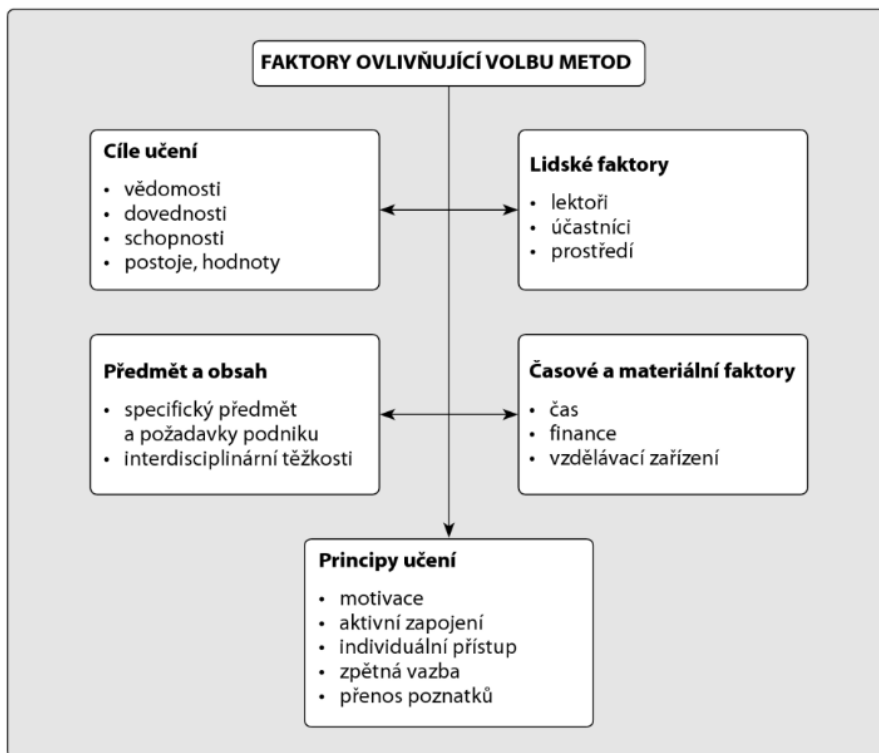 FAKTORY OVLIVŇUJÍCÍ VOLBU METOD
Cíle učení
• vědomosti
• dovednosti
• schopnosti
• postoje, hodnoty
Lidské faktory
• lektoři
• účastníci
• prostředí
Předmět a obsah
• specifický předmět
a požadavky podniku
• interdisciplinární těžkosti
Časové a materiální faktory
• čas
• finance
• vzdělávací zařízení
Principy učení
• motivace
• aktivní zapojení
• individuální přístup
• zpětná vazba
• přenos poznatků